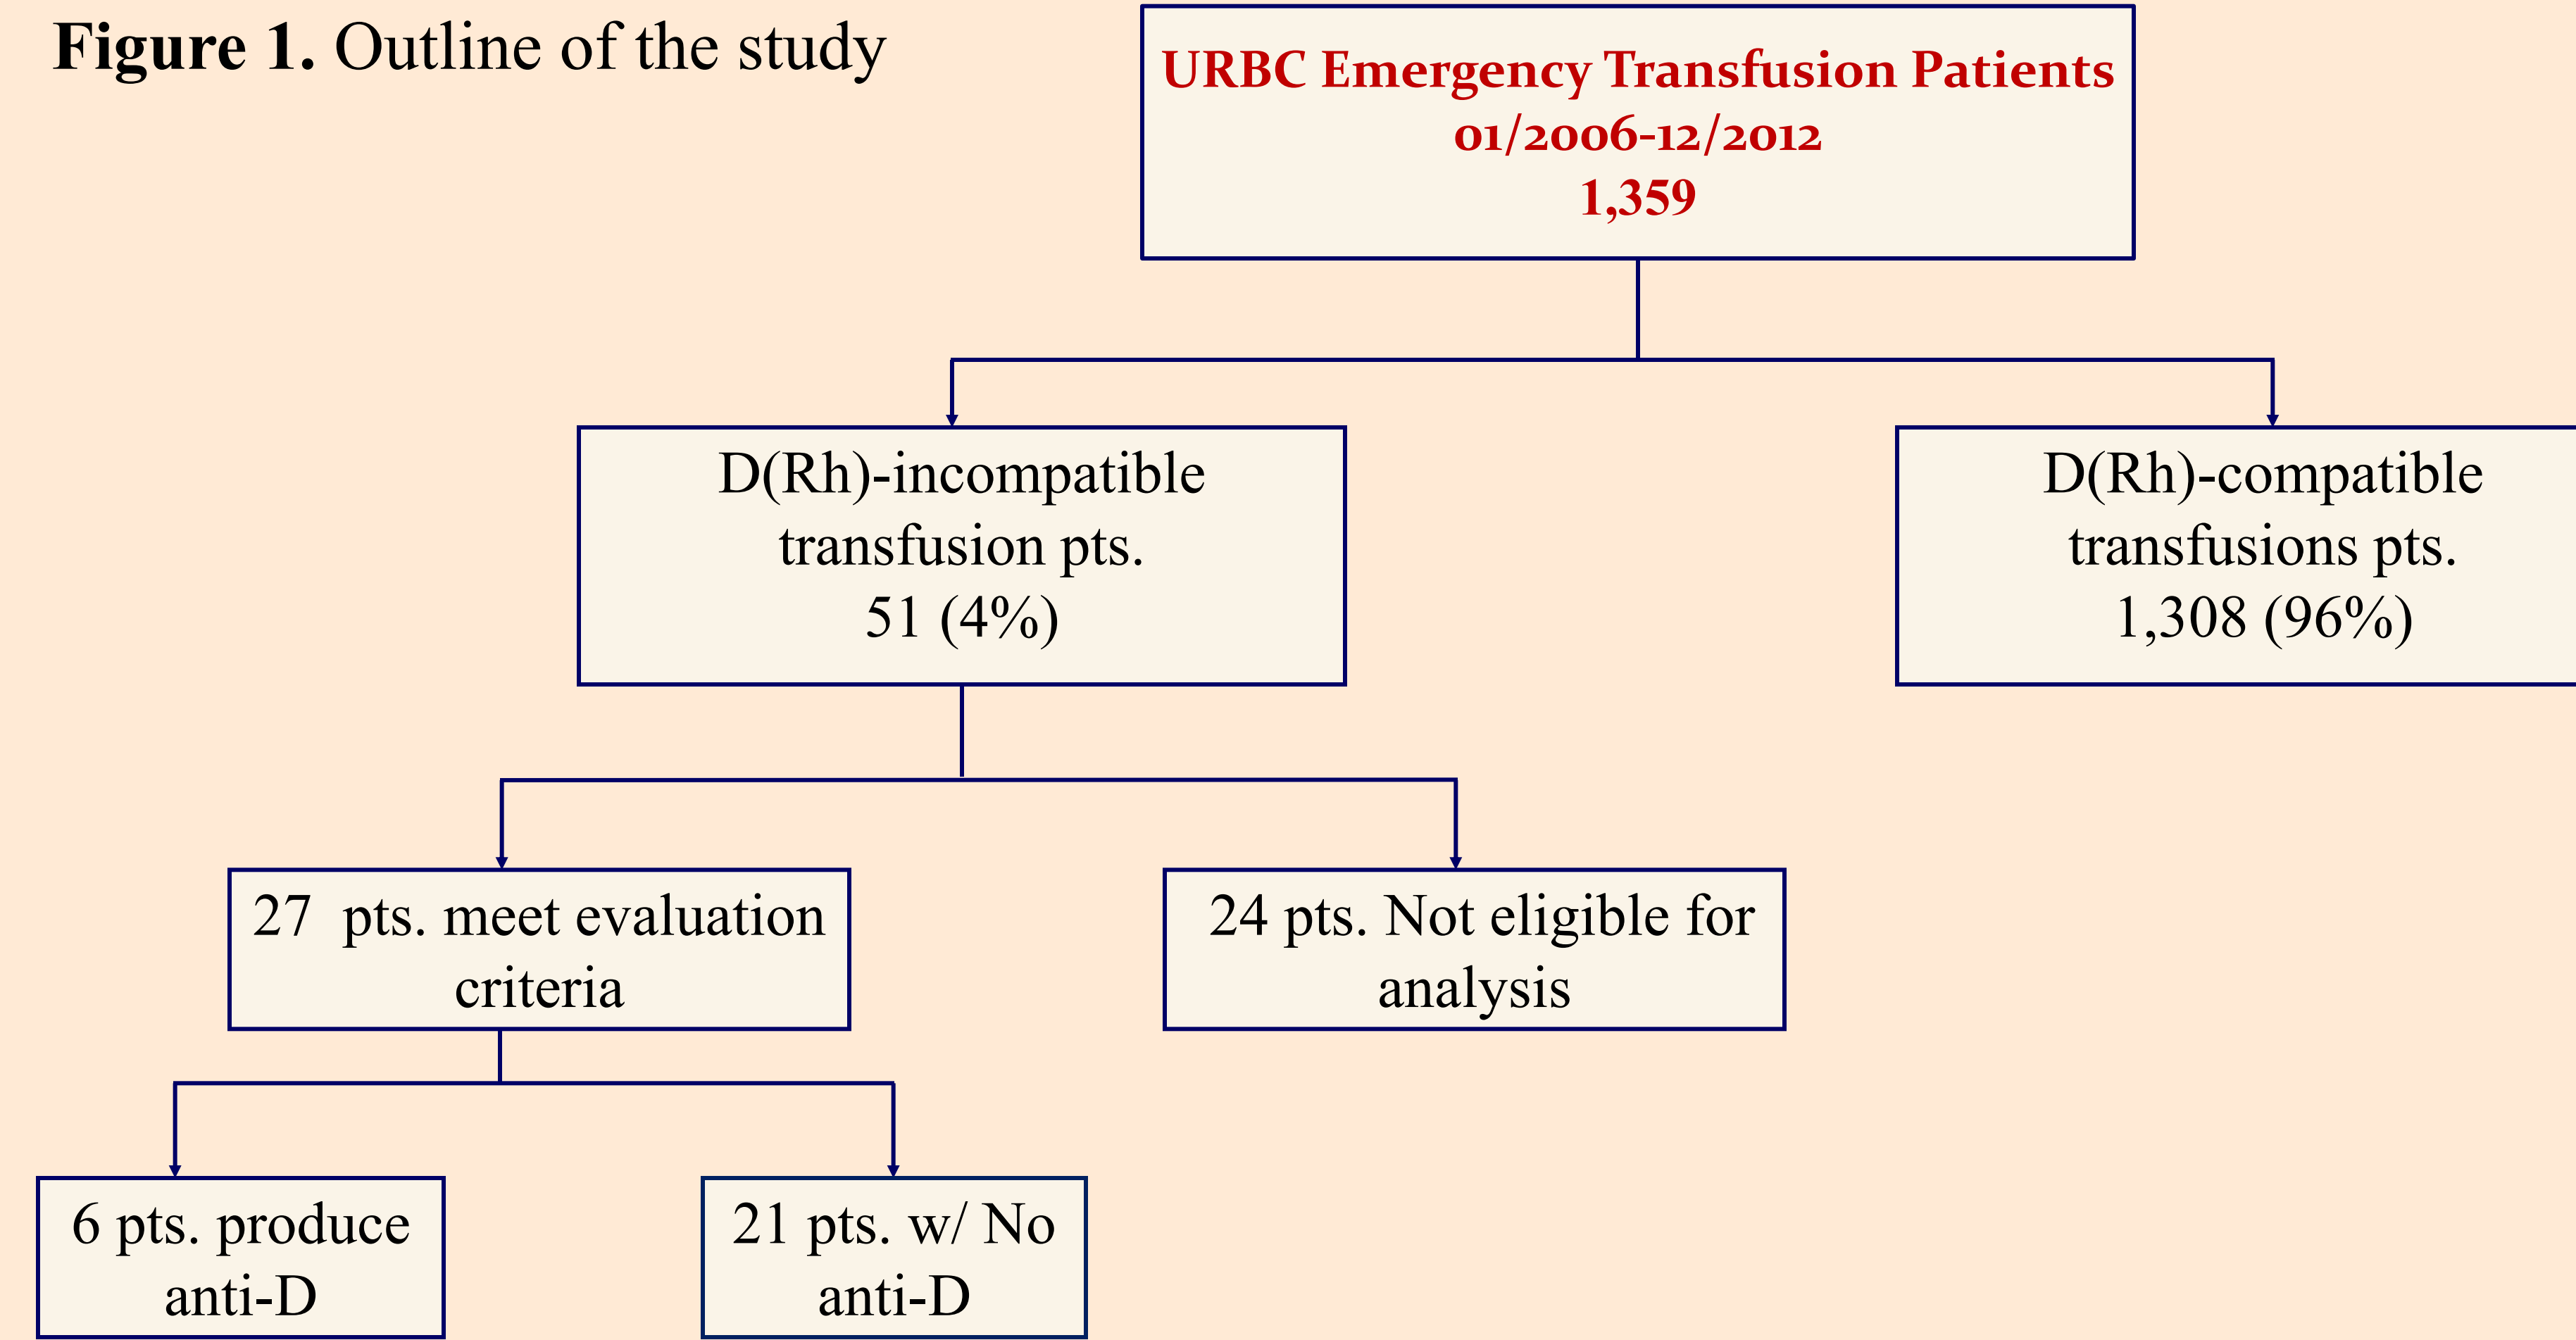 Figure 1. Outline of the study
URBC Emergency Transfusion Patients
01/2006-12/2012
1,359
D(Rh)-incompatible
transfusion pts.
51 (4%)
D(Rh)-compatible
transfusions pts.
1,308 (96%)
27 pts. meet evaluation
criteria
24 pts. Not eligible for
analysis
6 pts. produce
anti-D
21 pts. w/ No
anti-D